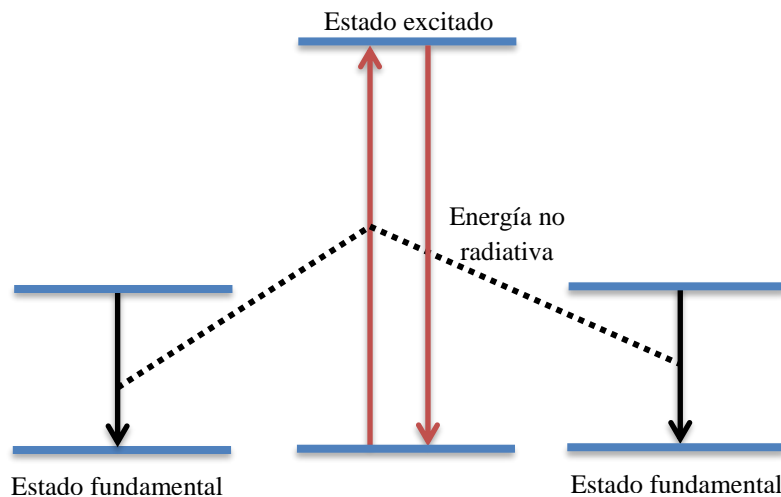 Estado excitado
Energía no
radiativa
Estado fundamental
Estado fundamental